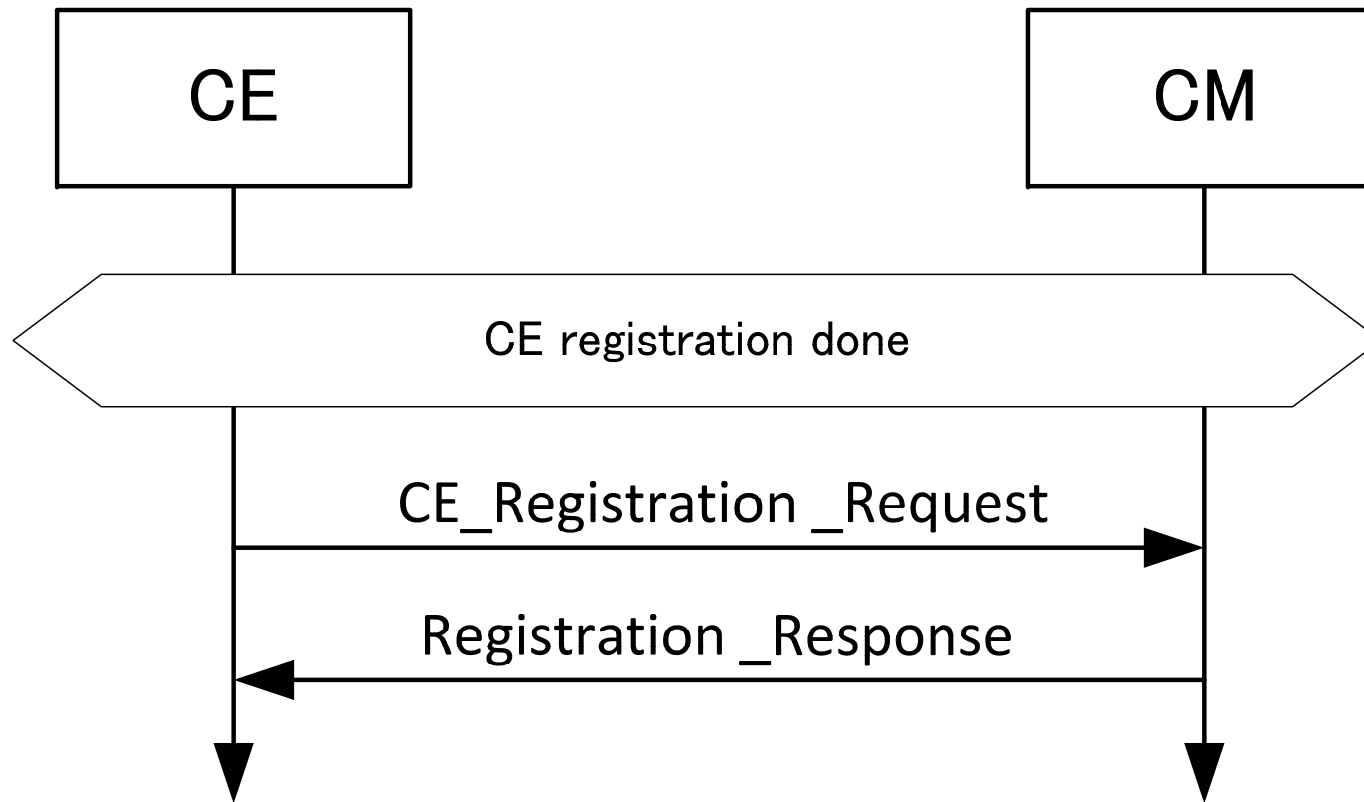 CE
CM
CE registration done
CE_Registration _Request
Registration _Response